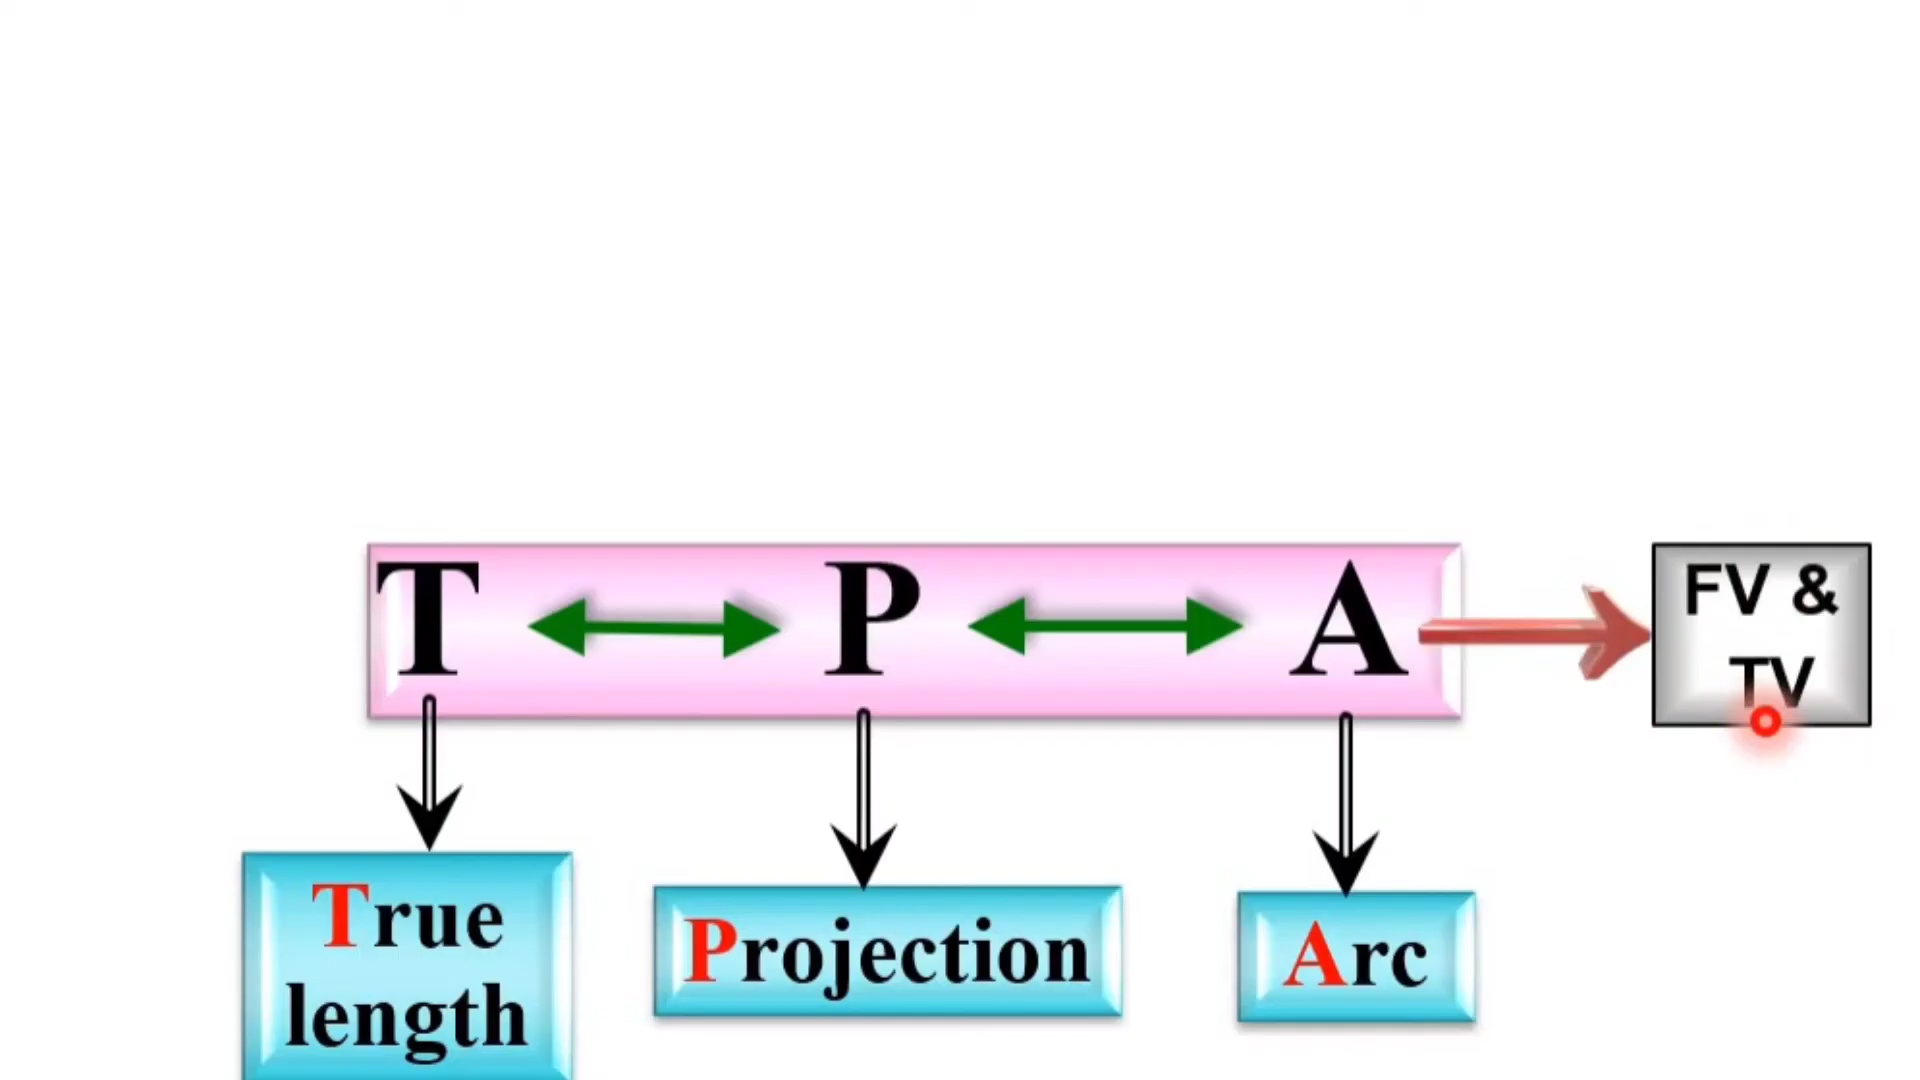 T P A
FV &
TV
True
length
Projection
Arc